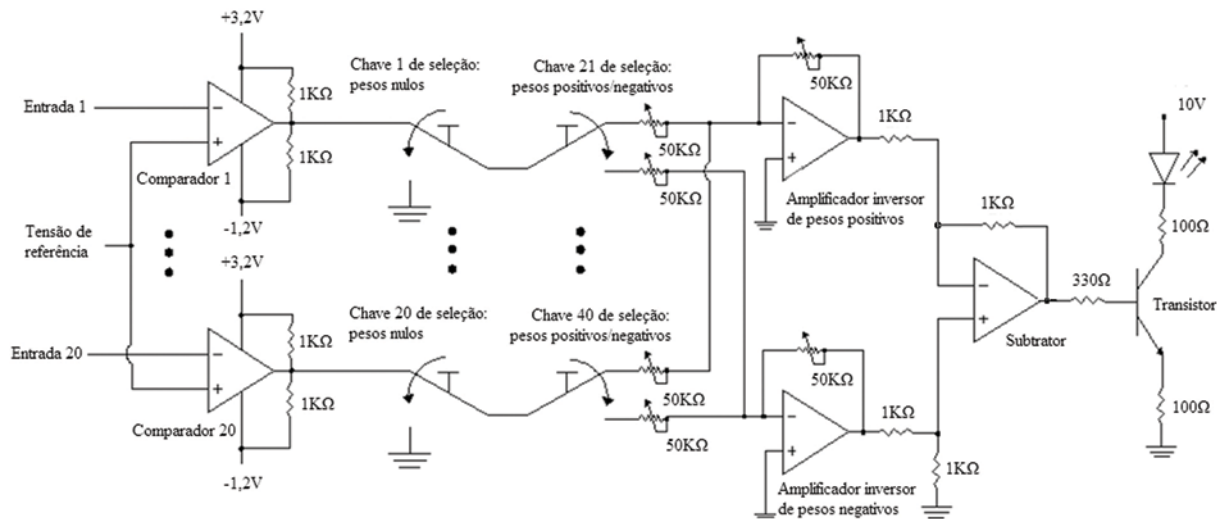 +3,2V
Entrada 1
1KΩ
1KΩ
−
+
Comparador 1
-1,2V
Chave 1 de seleção:
pesos nulos
Chave 21 de seleção:
pesos positivos/negativos
50KΩ
50KΩ
50KΩ
−
+
Amplificador inversor
de pesos positivos
1KΩ
1KΩ
−
+
Subtrator
330Ω
10V
100Ω
Transistor
100Ω
Tensão de
referência
+3,2V
Entrada 20
1KΩ
1KΩ
−
+
Comparador 20
-1,2V
Chave 20 de seleção:
pesos nulos
Chave 40 de seleção:
pesos positivos/negativos
50KΩ
50KΩ
50KΩ
−
+
Amplificador inversor
de pesos negativos
1KΩ
1KΩ